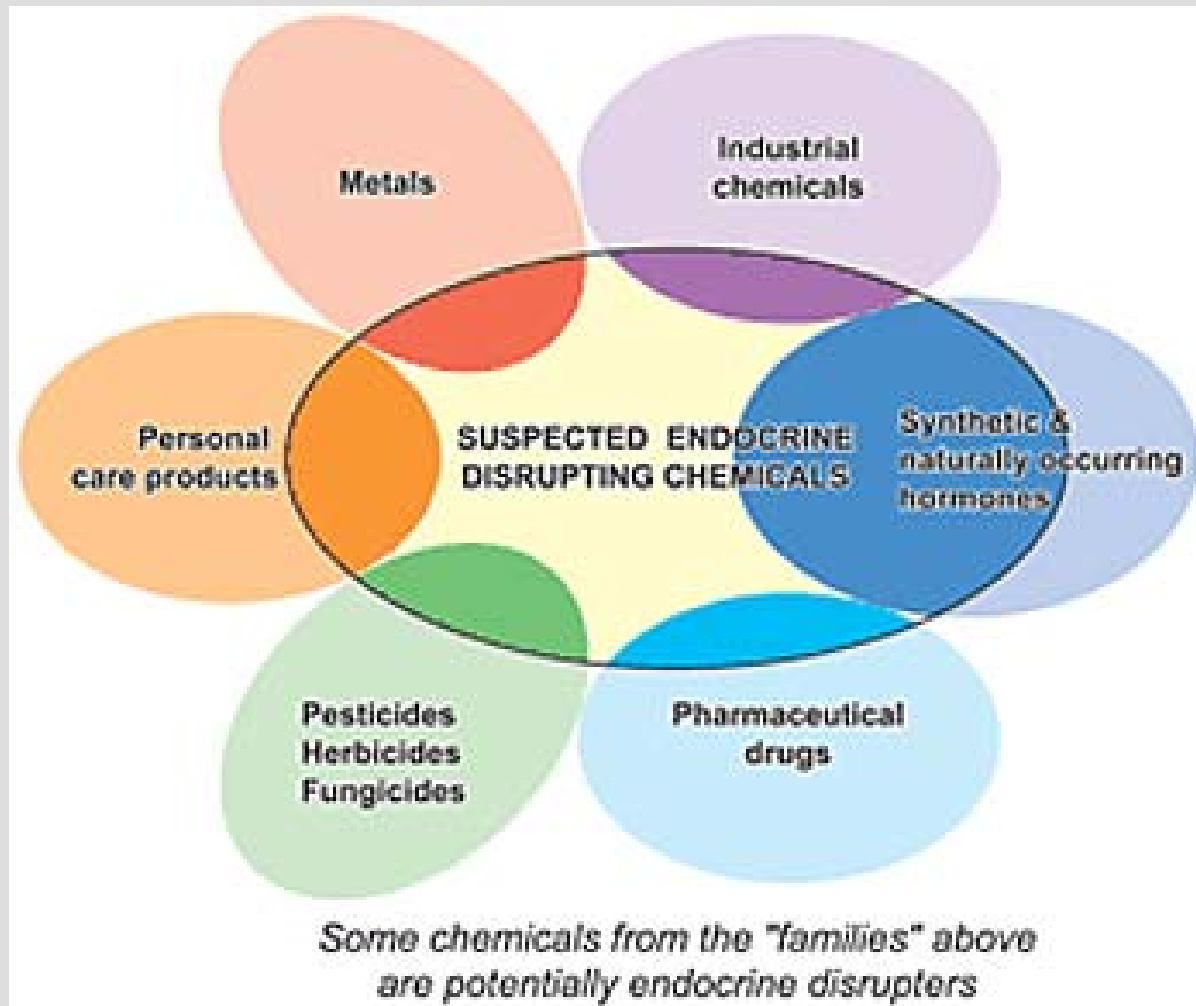 Metals
Industrial
chemicals
Personal
care products
SUSPECTED ENDOCRINE
DISRUPTING CHEMICALS
Synthetic &
naturally occurring
hormones
Pesticides
Herbicides
Fungicides
Pharmaceutical
drugs
Some chemicals from the "families" above
are potentially endocrine disrupters